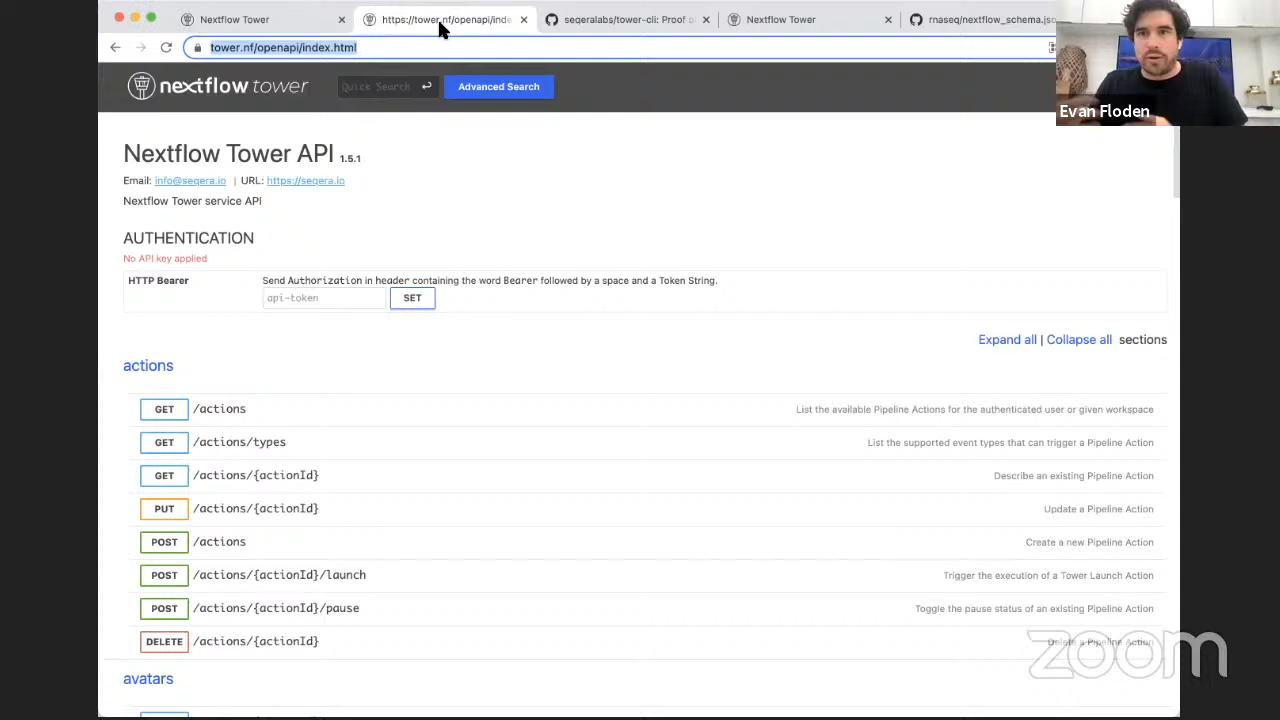 Nextflow Tower
https://tower.nf/openapi/inde
seqeralabs/tower-cli: Proof o
Nextflow Tower
rnaseq/nextflow_schema.jso
tower.nf/openapi/index.html
Evan Floden
nextflow tower
Quick Search
Advanced Search
Nextflow Tower API 1.5.1
Email: info@seqera.io | URL: https://seqera.io
Nextflow Tower service API
AUTHENTICATION
No API key applied
HTTP Bearer
Send Authorization in header containing the word Bearer followed by a space and a Token String.
api-token
SET
Expand all | Collapse all sections
actions
GET /actions List the available Pipeline Actions for the authenticated user or given workspace
GET /actions/types List the supported event types that can trigger a Pipeline Action
GET /actions/{actionId} Describe an existing Pipeline Action
PUT /actions/{actionId} Update a Pipeline Action
POST /actions Create a new Pipeline Action
POST /actions/{actionId}/launch Trigger the execution of a Tower Launch Action
POST /actions/{actionId}/pause Toggle the pause status of an existing Pipeline Action
DELETE /actions/{actionId} Delete a Pipeline Action
zoom
avatars